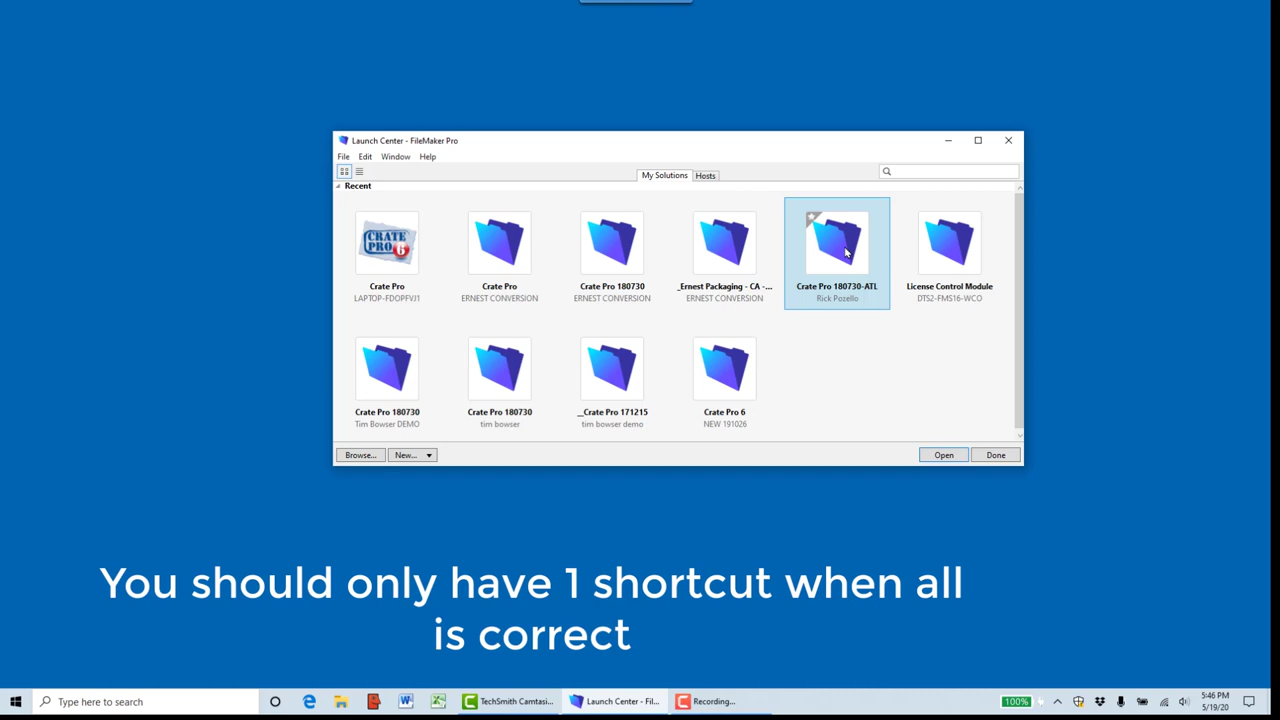 Launch Center - FileMaker Pro
File Edit Window Help
My Solutions Hosts
Recent
CRATE PRO 6
Crate Pro
LAPTOP-FDOPFVJ1
Crate Pro
ERNEST CONVERSION
Crate Pro 180730
ERNEST CONVERSION
_Ernest Packaging - CA -...
ERNEST CONVERSION
Crate Pro 180730-ATL
Rick Pozello
License Control Module
DTS2-FMS16-WCO
Crate Pro 180730
Tim Bowser DEMO
Crate Pro 180730
tim bowser
__Crate Pro 171215
tim bowser demo
Crate Pro 6
NEW 191026
Browse... New... Open Done
You should only have 1 shortcut when all
is correct
Type here to search
TechSmith Camtasi...
Launch Center - Fil...
Recording...
100%
5:46 PM
5/19/20